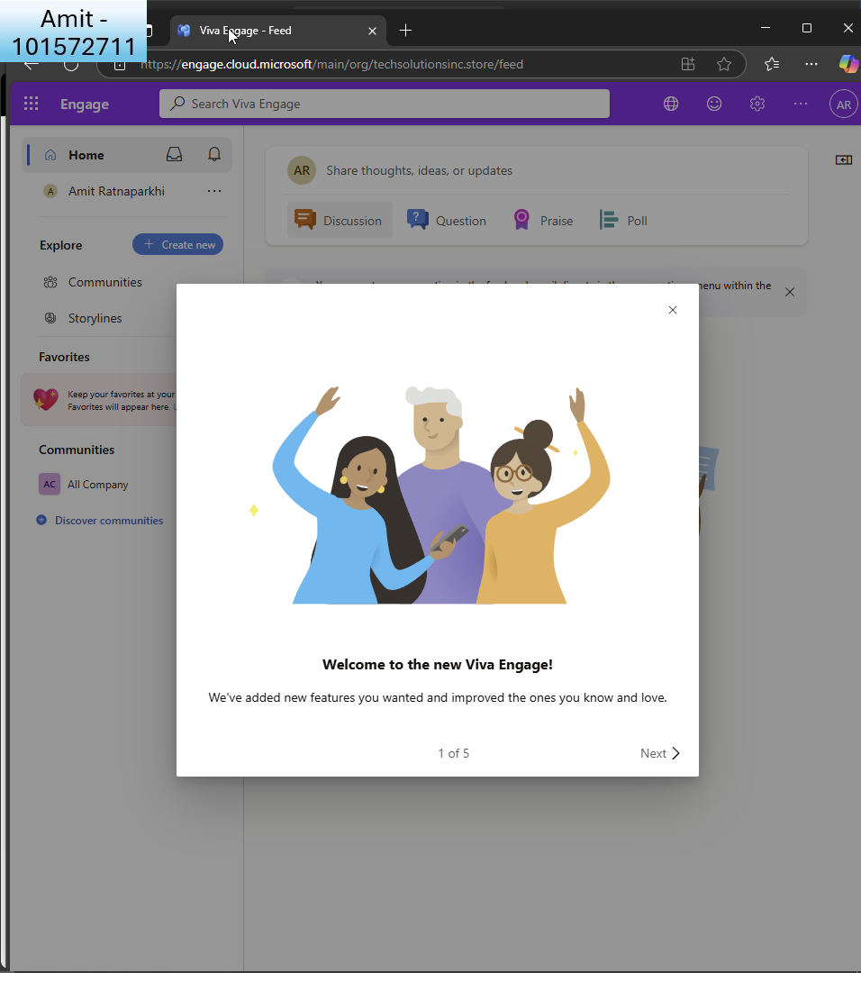 Amit -
101572711
Viva Engage - Feed
https://engage.cloud.microsoft/main/org/techsolutionsinc.store/feed
Engage
Search Viva Engage
AR
Home
AR
Share thoughts, ideas, or updates
A
Amit Ratnaparkhi
Discussion
Question
Praise
Poll
Explore
Create new
Communities
menu within the
Storylines
Favorites
Keep your favorites at your
Favorites will appear here.
Communities
AC
All Company
Discover communities
Welcome to the new Viva Engage!
We've added new features you wanted and improved the ones you know and love.
1 of 5
Next